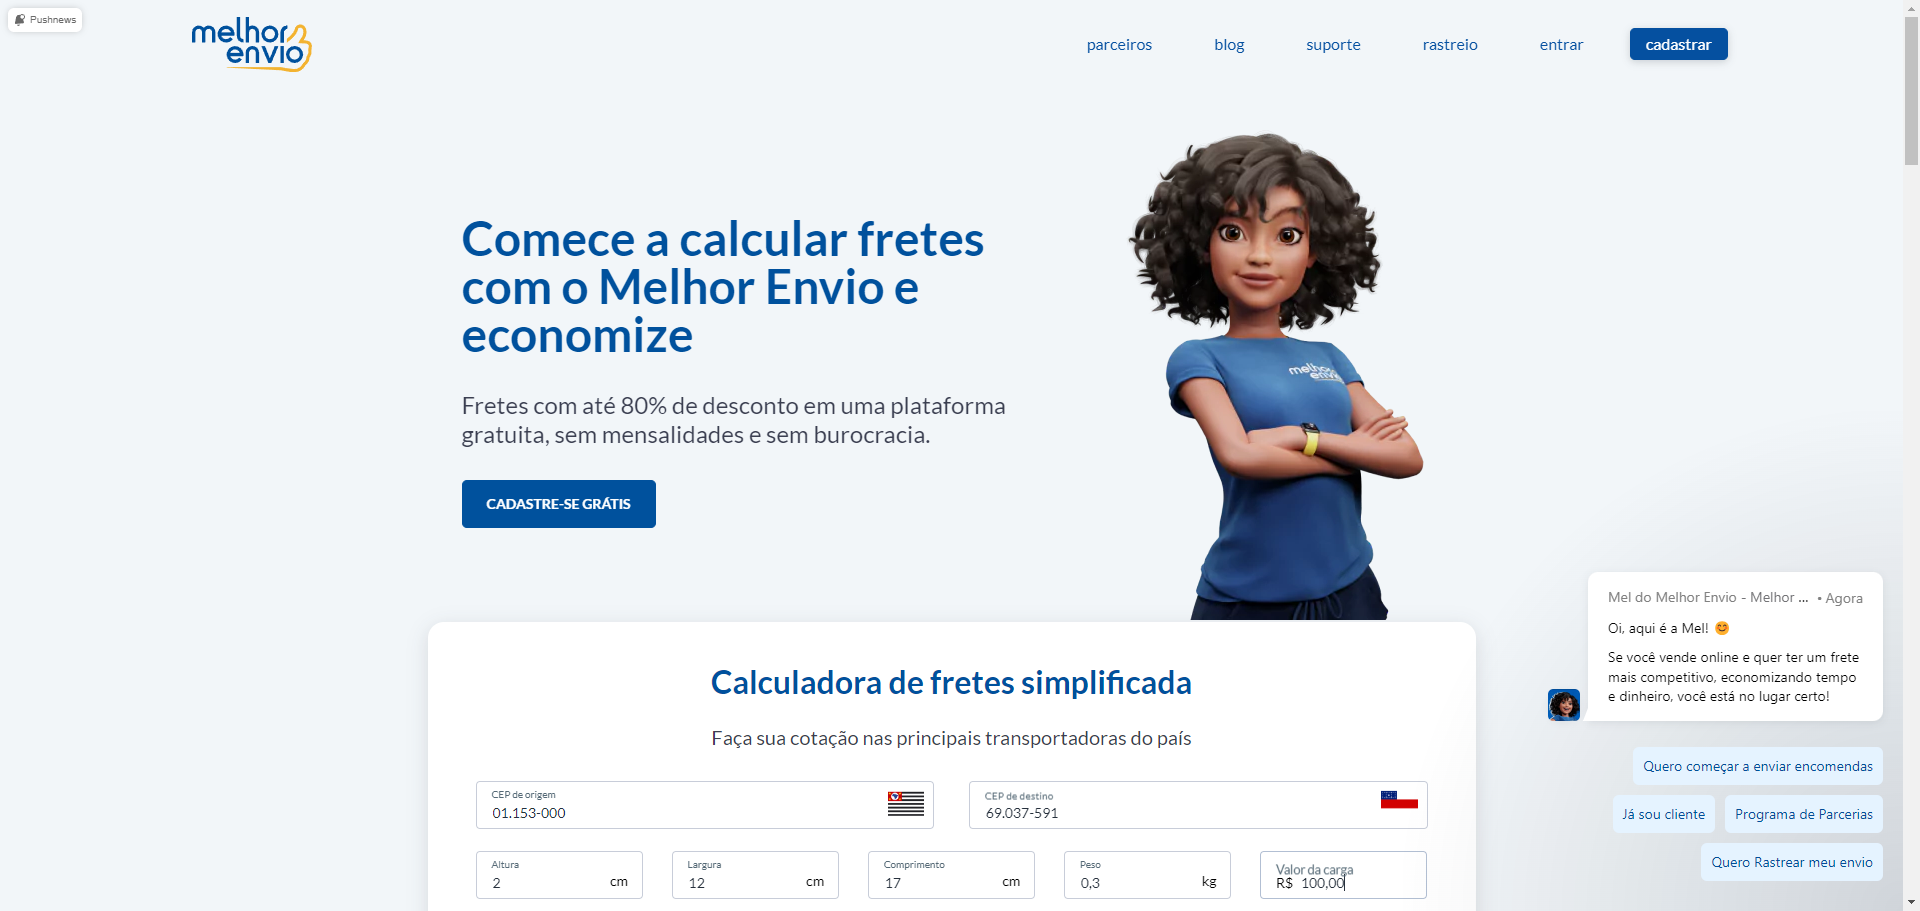 Pushnews
melhor
envio
parceiros
blog
suporte
rastreio
entrar
cadastrar
Comece a calcular fretes
com o Melhor Envio e
economize
Fretes com até 80% de desconto em uma plataforma
gratuita, sem mensalidades e sem burocracia.
CADASTRE-SE GRÁTIS
melhor
envio
Calculadora de fretes simplificada
Faça sua cotação nas principais transportadoras do país
CEP de origem
01.153-000
CEP de destino
69.037-591
Altura
2 cm
Largura
12 cm
Comprimento
17 cm
Peso
0,3 kg
Valor da carga
R$ 100,00
Mel do Melhor Envio - Melhor ... • Agora
Oi, aqui é a Mel! 😊
Se você vende online e quer ter um frete
mais competitivo, economizando tempo
e dinheiro, você está no lugar certo!
Quero começar a enviar encomendas
Já sou cliente
Programa de Parcerias
Quero Rastrear meu envio